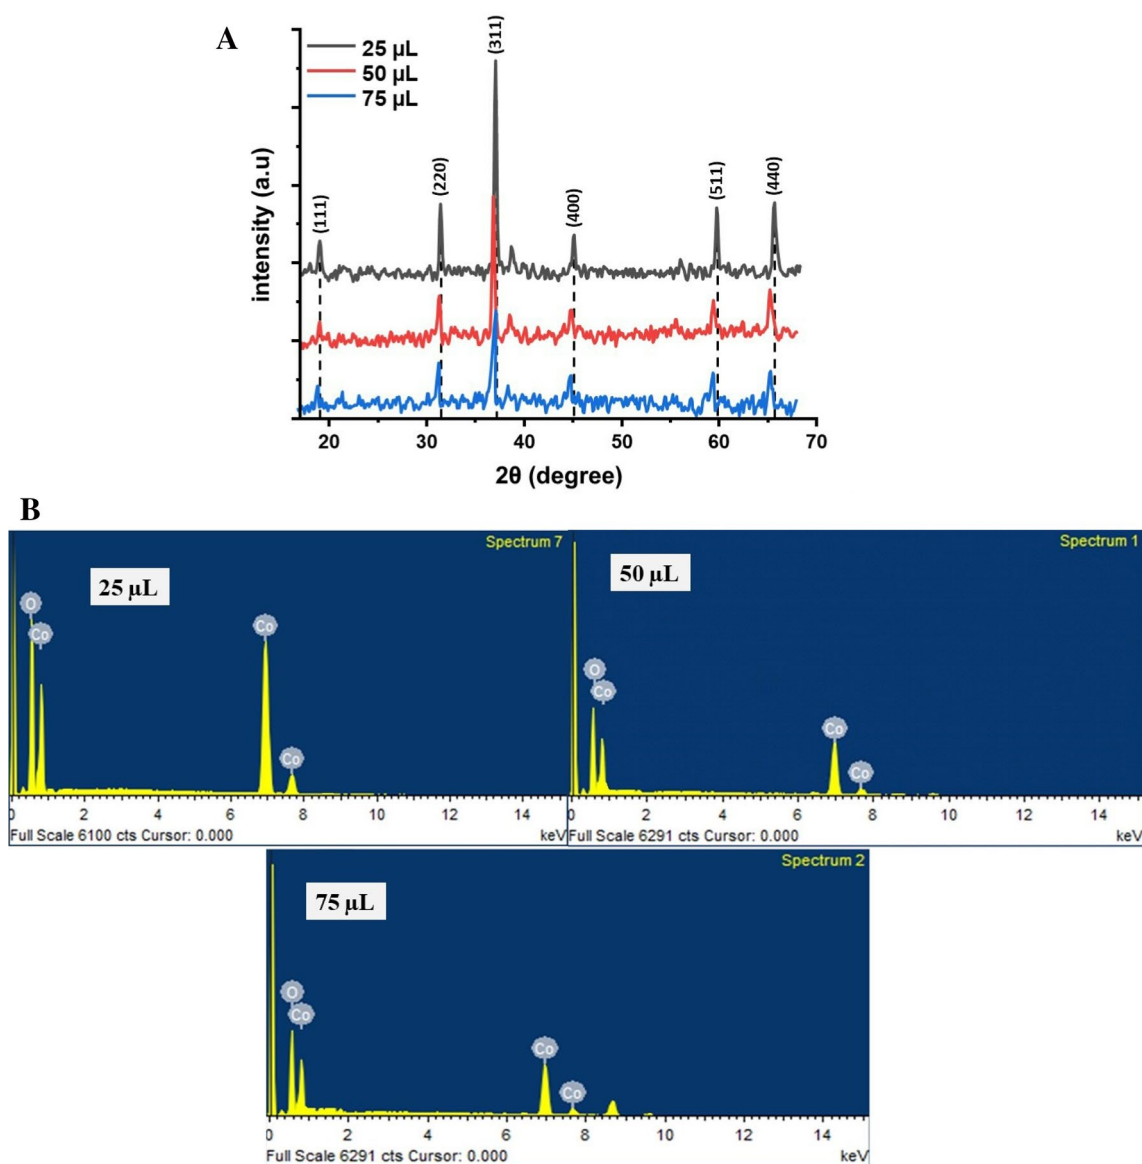 A
25 µL
50 µL
75 µL
(111)
(220)
(311)
(400)
(511)
(440)
intensity (a.u)
20 30 40 50 60 70
2θ (degree)
B
Spectrum 7
25 µL
O
Co
Co
Co
0 2 4 6 8 10 12 14
Full Scale 6100 cts Cursor: 0.000 keV
Spectrum 1
50 µL
O
Co
Co
Co
0 2 4 6 8 10 12 14
Full Scale 6291 cts Cursor: 0.000 keV
Spectrum 2
75 µL
O
Co
Co
Co
0 2 4 6 8 10 12 14
Full Scale 6291 cts Cursor: 0.000 keV